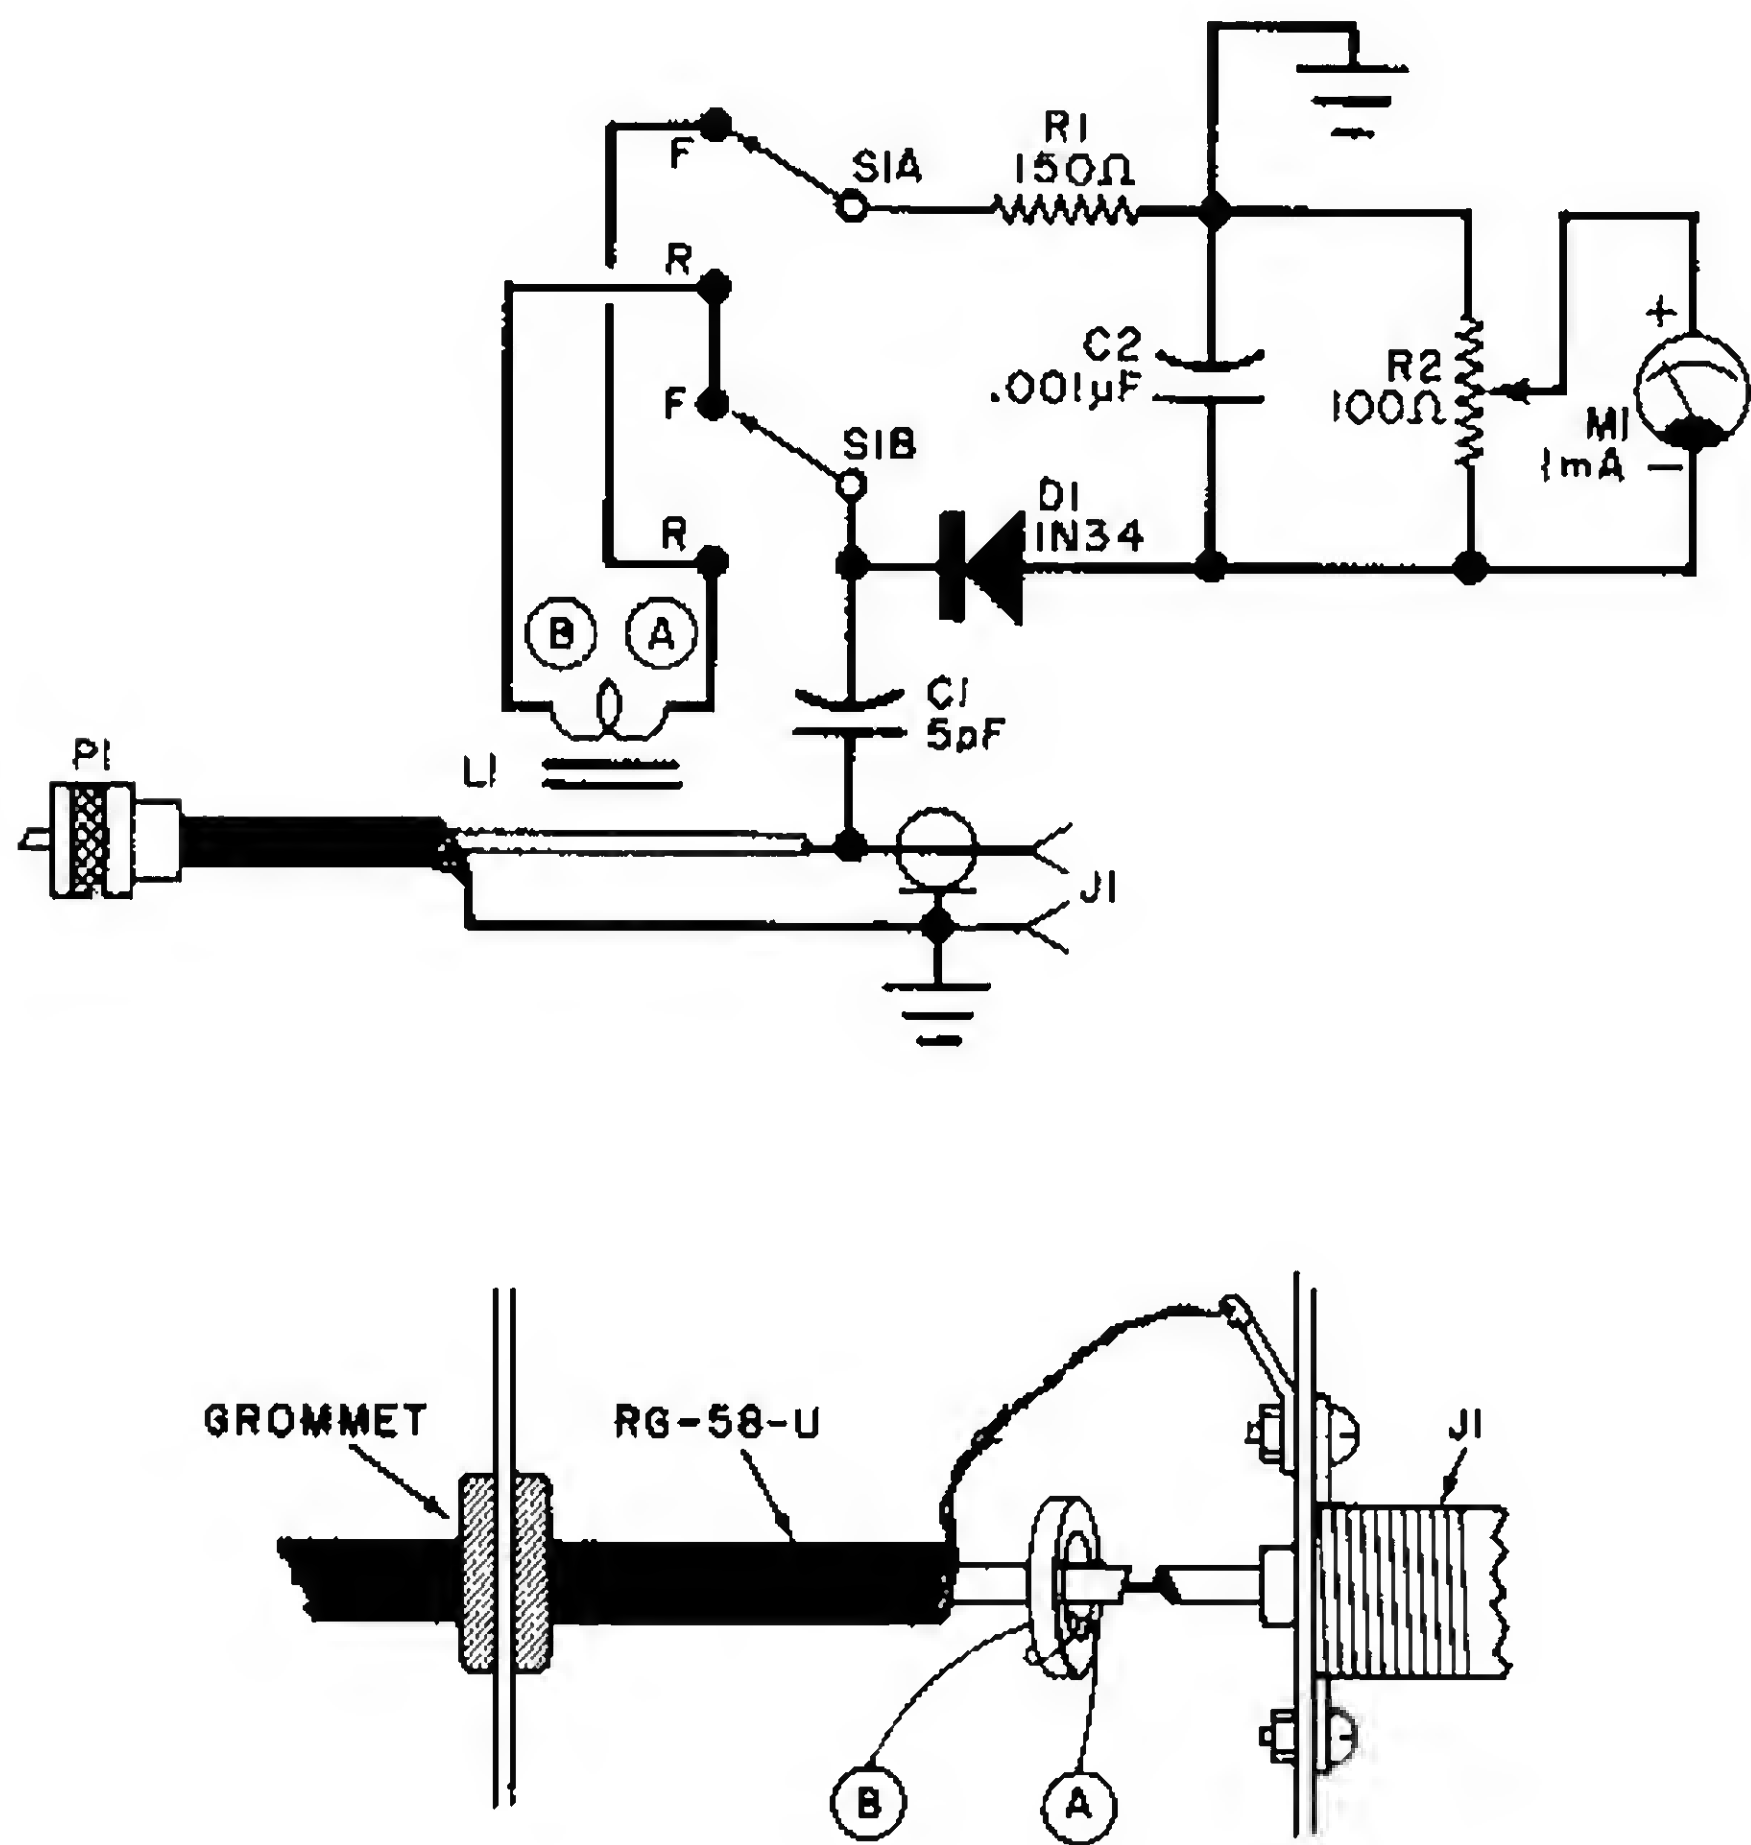 F
S1A
R1
150Ω
R
F
S1B
C2
.001µF
R2
100Ω
+
M1
1mA −
D1
1N34
R
B
A
C1
5pF
P1
L1
J1
GROMMET
RG-58-U
J1
B
A